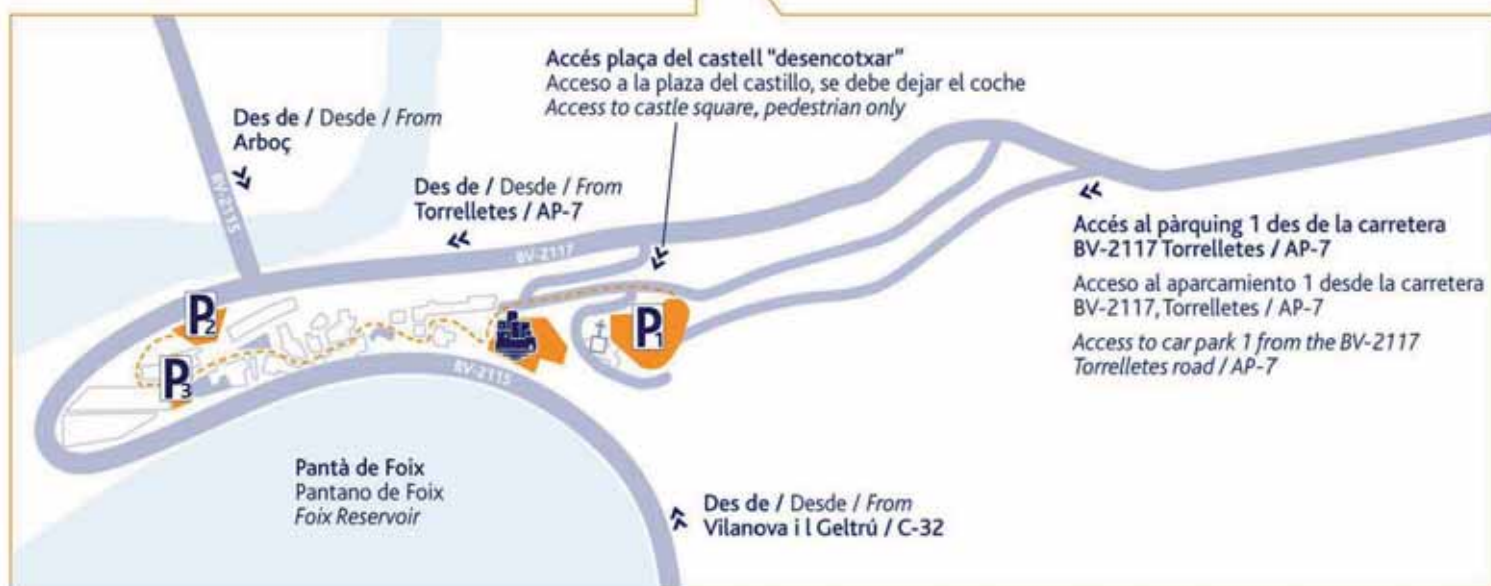 Accés plaça del castell "desencotxar"
Acceso a la plaza del castillo, se debe dejar el coche
Access to castle square, pedestrian only
Des de / Desde / From
Arboç
BV-2115
Des de / Desde / From
Torrelletes / AP-7
BV-2117
Accés al pàrquing 1 des de la carretera
BV-2117 Torrelletes / AP-7
Acceso al aparcamiento 1 desde la carretera
BV-2117, Torrelletes / AP-7
Access to car park 1 from the BV-2117
Torrelletes road / AP-7
P2
P1
P3
BV-2115
Pantà de Foix
Pantano de Foix
Foix Reservoir
Des de / Desde / From
Vilanova i l Geltrú / C-32